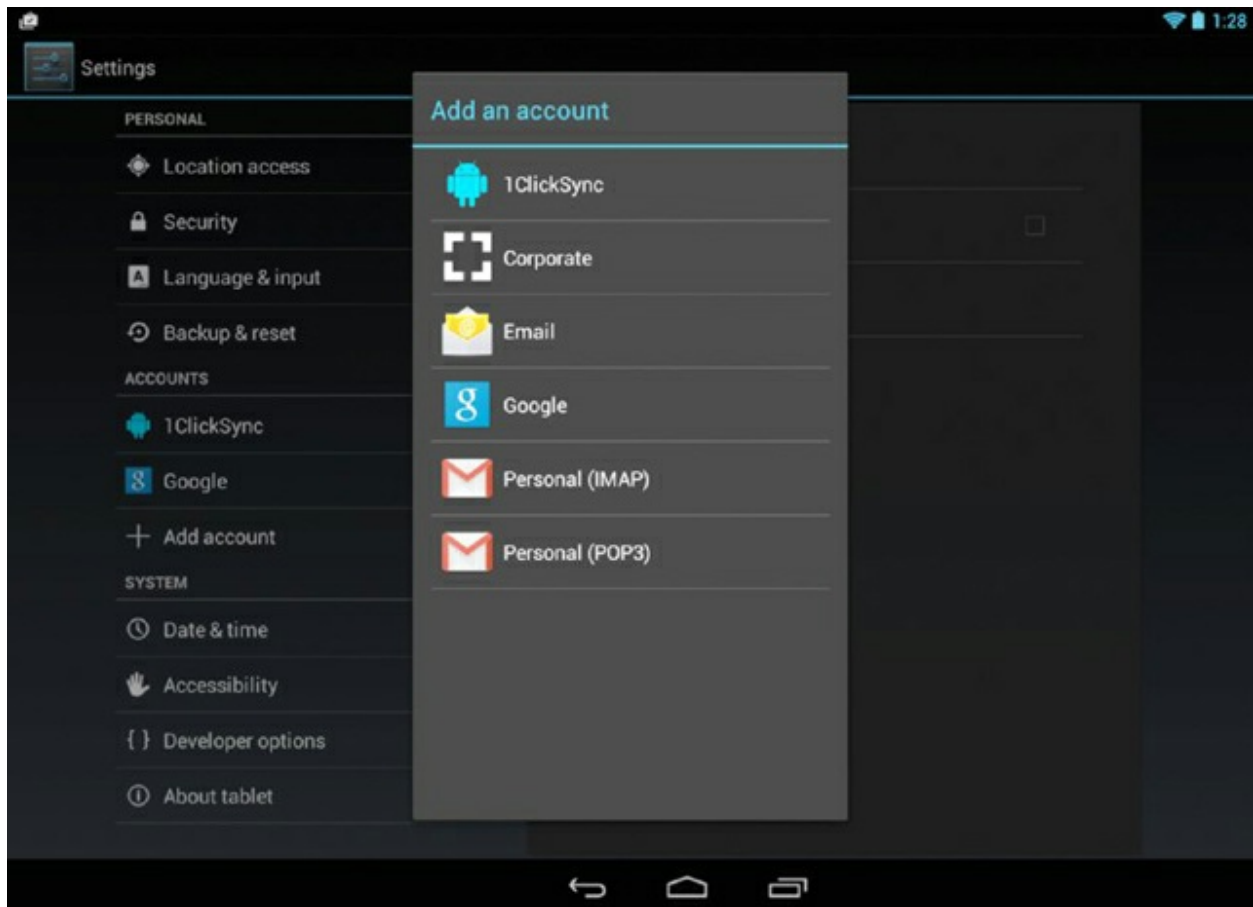 1:28
Settings
PERSONAL
Location access
Security
Language & input
Backup & reset
ACCOUNTS
1ClickSync
Google
Add account
SYSTEM
Date & time
Accessibility
{ } Developer options
About tablet
Add an account
1ClickSync
Corporate
Email
Google
Personal (IMAP)
Personal (POP3)